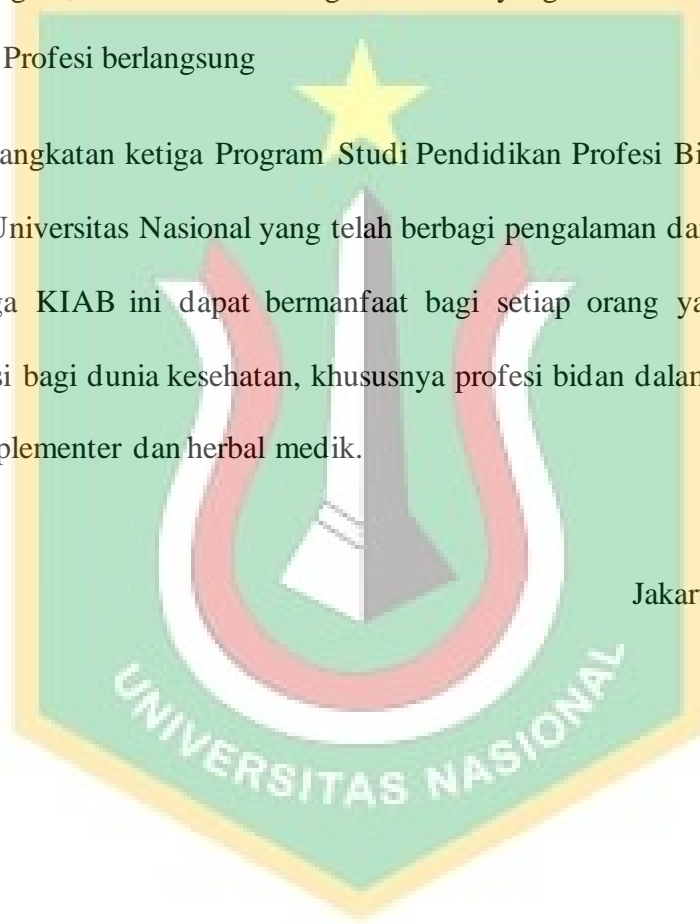 Profesi berlangsung
angkatan ketiga Program Studi Pendidikan Profesi Bi
Universitas Nasional yang telah berbagi pengalaman da
ga KIAB ini dapat bermanfaat bagi setiap orang ya
si bagi dunia kesehatan, khususnya profesi bidan dalam
plementer dan herbal medik.
Jakar
UNIVERSITAS NASIONAL